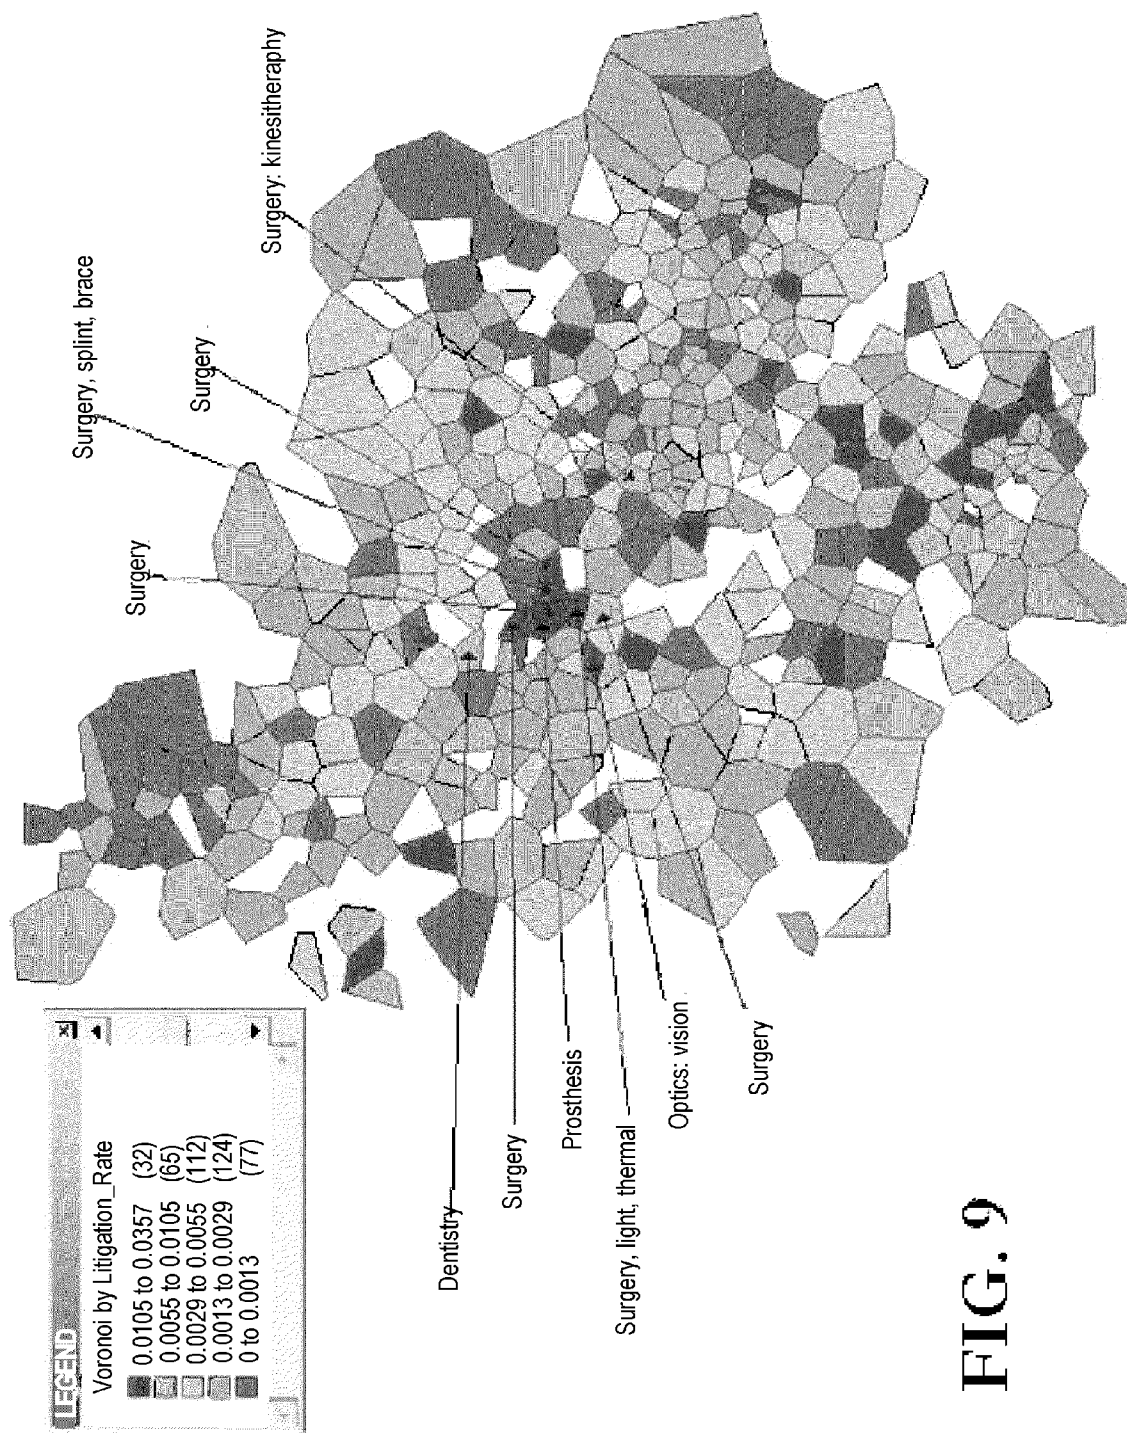 LEGEND
Voronoi by Litigation_Rate
0.0105 to 0.0357 (32)
0.0055 to 0.0105 (65)
0.0029 to 0.0055 (112)
0.0013 to 0.0029 (124)
0 to 0.0013 (77)
Surgery
Surgery, splint, brace
Surgery
Surgery: kinesitheraphy
Dentistry
Surgery
Prosthesis
Surgery, light, thermal
Optics: vision
Surgery
FIG. 9